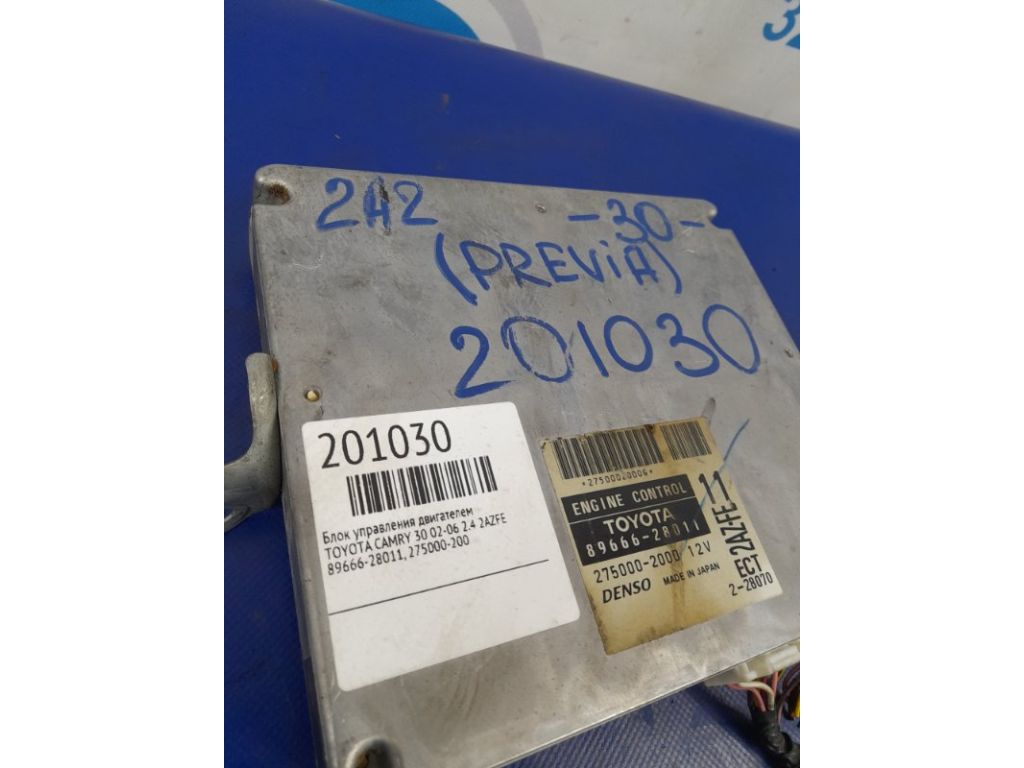 2AZ -30-
(PREVIA)
201030
201030
Блок управления двигателем
TOYOTA CAMRY 30 02-06 2.4 2AZFE
89666-28011, 275000-200
*27500020006*
ENGINE CONTROL
TOYOTA
89666-28011
275000-2000 12V
DENSO MADE IN JAPAN
11
2AZ-FE
ECT
2-28070